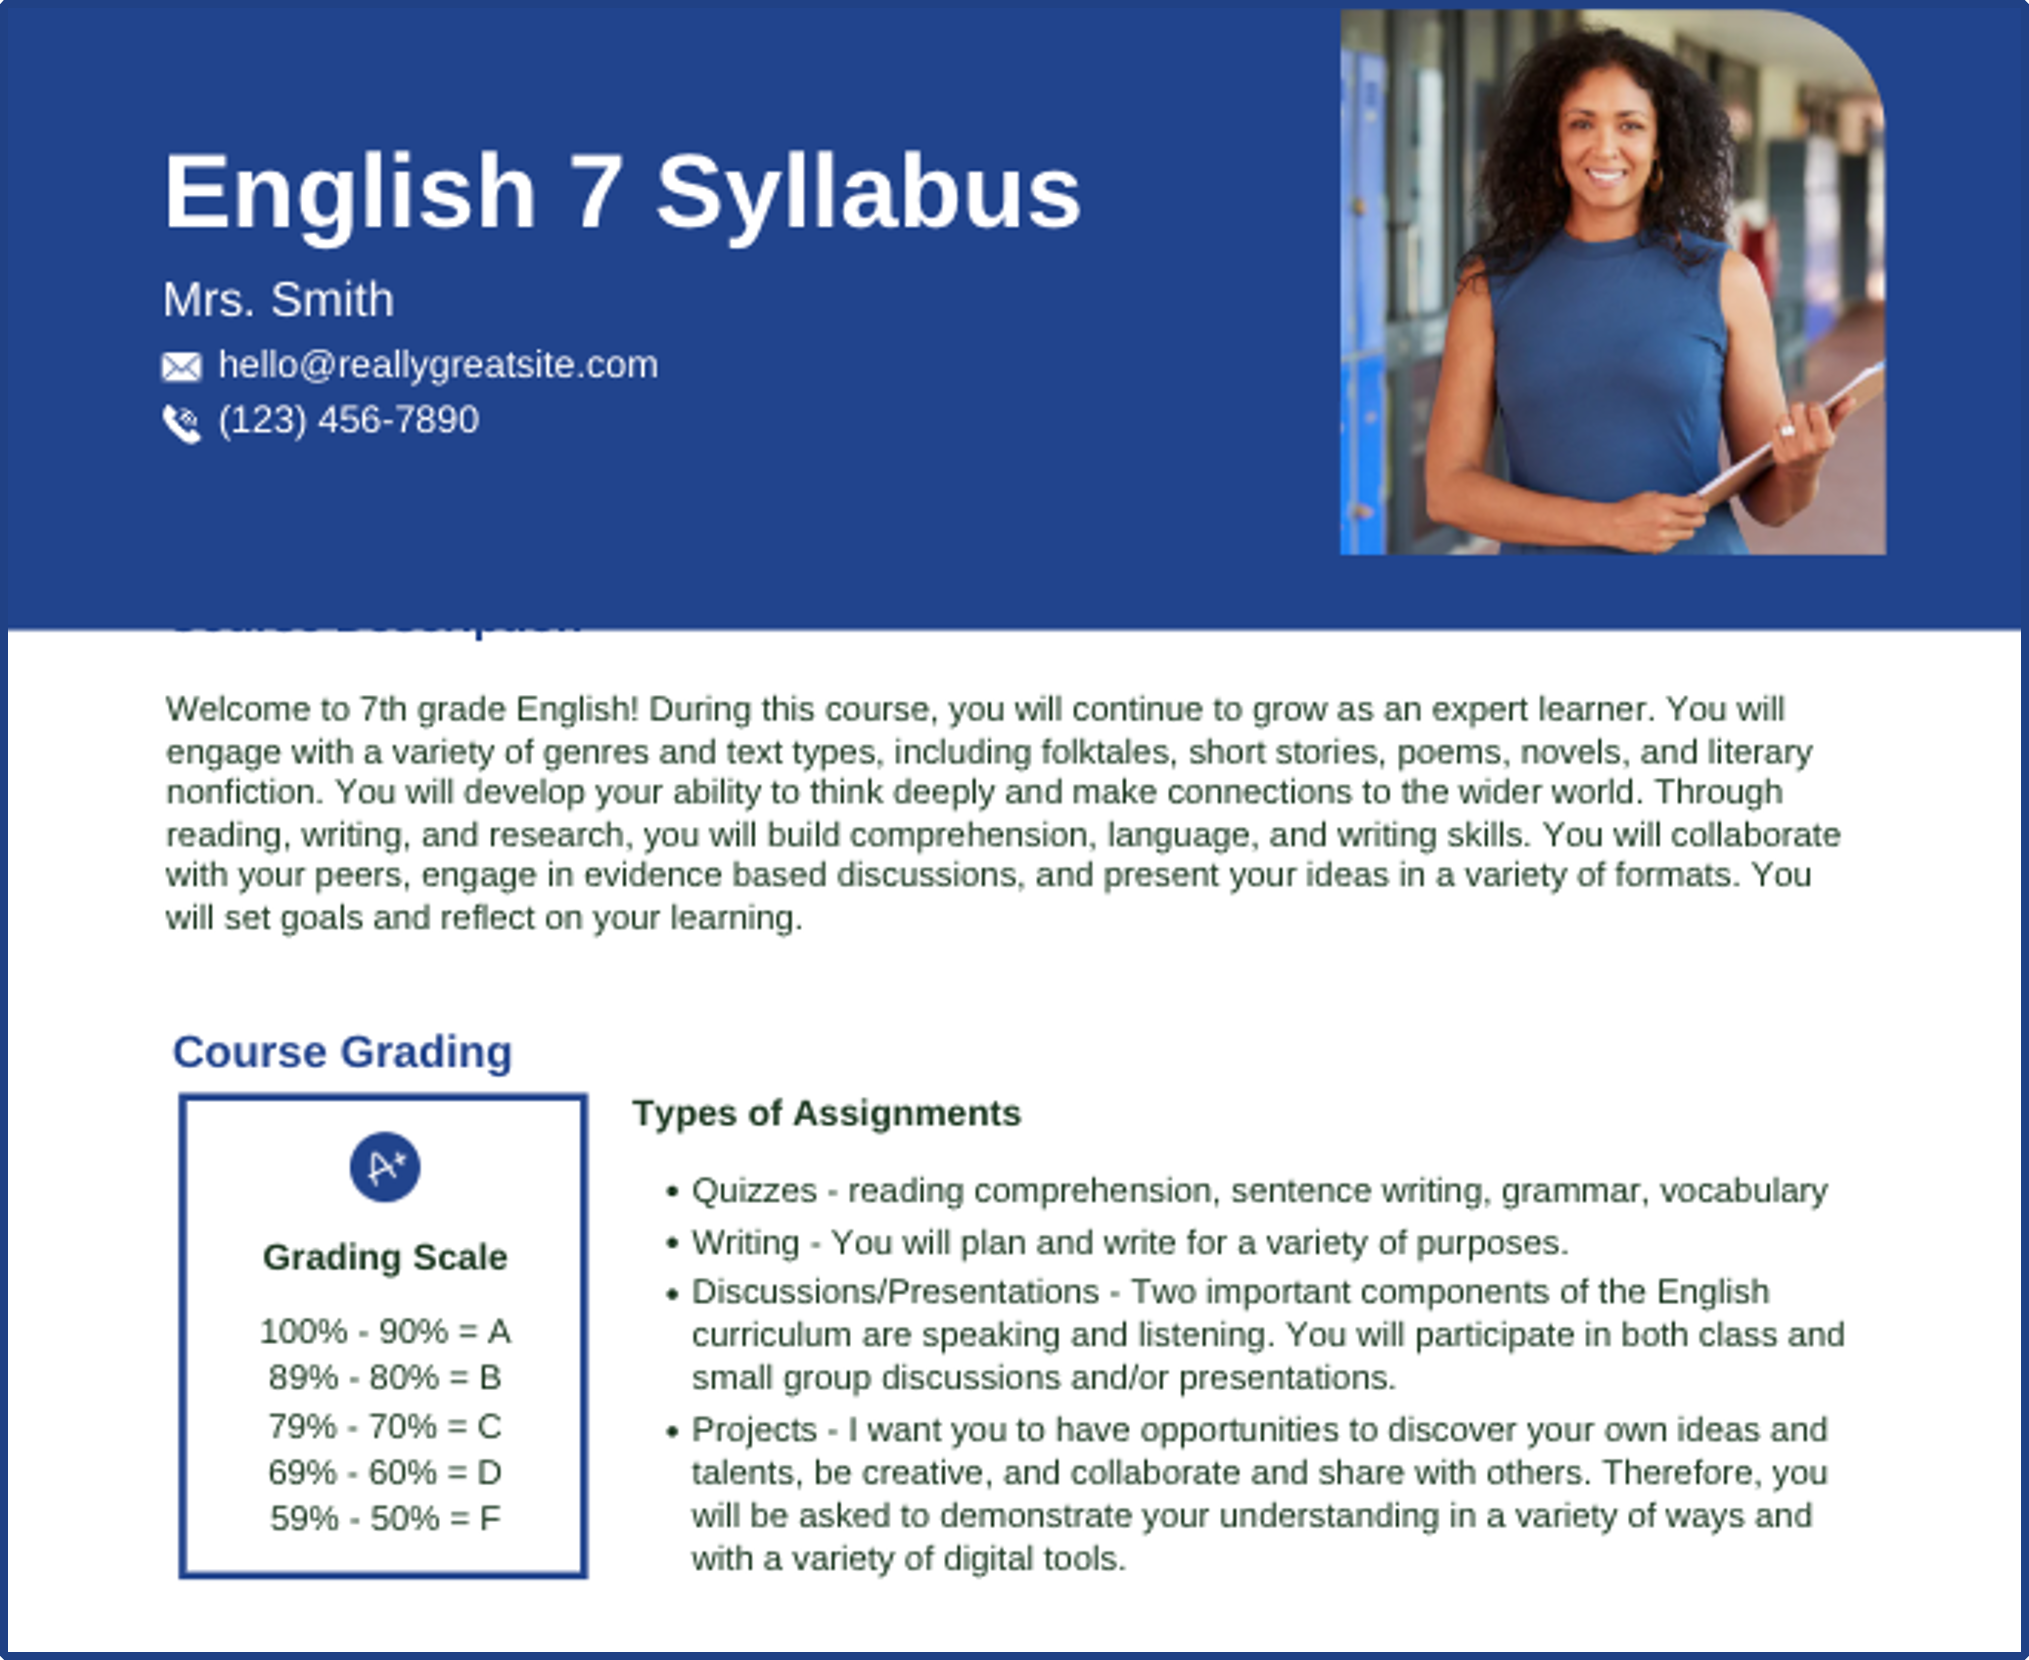 English 7 Syllabus
Mrs. Smith
hello@reallygreatsite.com
(123) 456-7890
Welcome to 7th grade English! During this course, you will continue to grow as an expert learner. You will
engage with a variety of genres and text types, including folktales, short stories, poems, novels, and literary
nonfiction. You will develop your ability to think deeply and make connections to the wider world. Through
reading, writing, and research, you will build comprehension, language, and writing skills. You will collaborate
with your peers, engage in evidence based discussions, and present your ideas in a variety of formats. You
will set goals and reflect on your learning.
Course Grading
A+
Grading Scale
100% - 90% = A
89% - 80% = B
79% - 70% = C
69% - 60% = D
59% - 50% = F
Types of Assignments
• Quizzes - reading comprehension, sentence writing, grammar, vocabulary
• Writing - You will plan and write for a variety of purposes.
• Discussions/Presentations - Two important components of the English
curriculum are speaking and listening. You will participate in both class and
small group discussions and/or presentations.
• Projects - I want you to have opportunities to discover your own ideas and
talents, be creative, and collaborate and share with others. Therefore, you
will be asked to demonstrate your understanding in a variety of ways and
with a variety of digital tools.